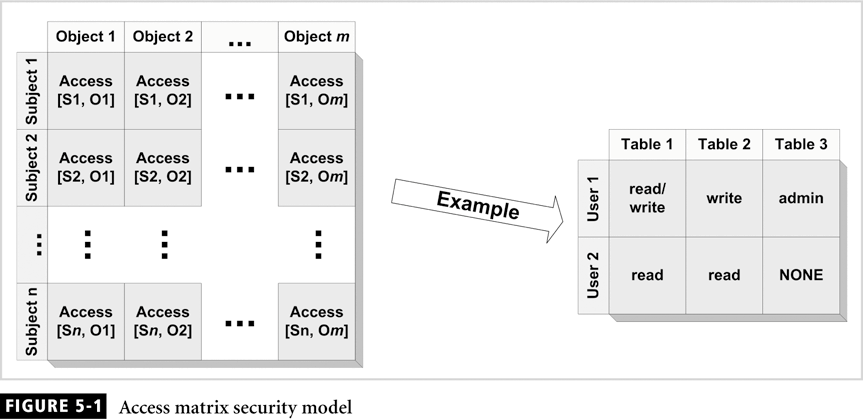 Object 1 Object 2 ... Object m
Subject 1
Access [S1, O1]
Access [S1, O2]
...
Access [S1, Om]
Subject 2
Access [S2, O1]
Access [S2, O2]
...
Access [S2, Om]
...
Subject n
Access [Sn, O1]
Access [Sn, O2]
...
Access [Sn, Om]
Example
Table 1 Table 2 Table 3
User 1
read/
write
write
admin
User 2
read
read
NONE
FIGURE 5-1 Access matrix security model